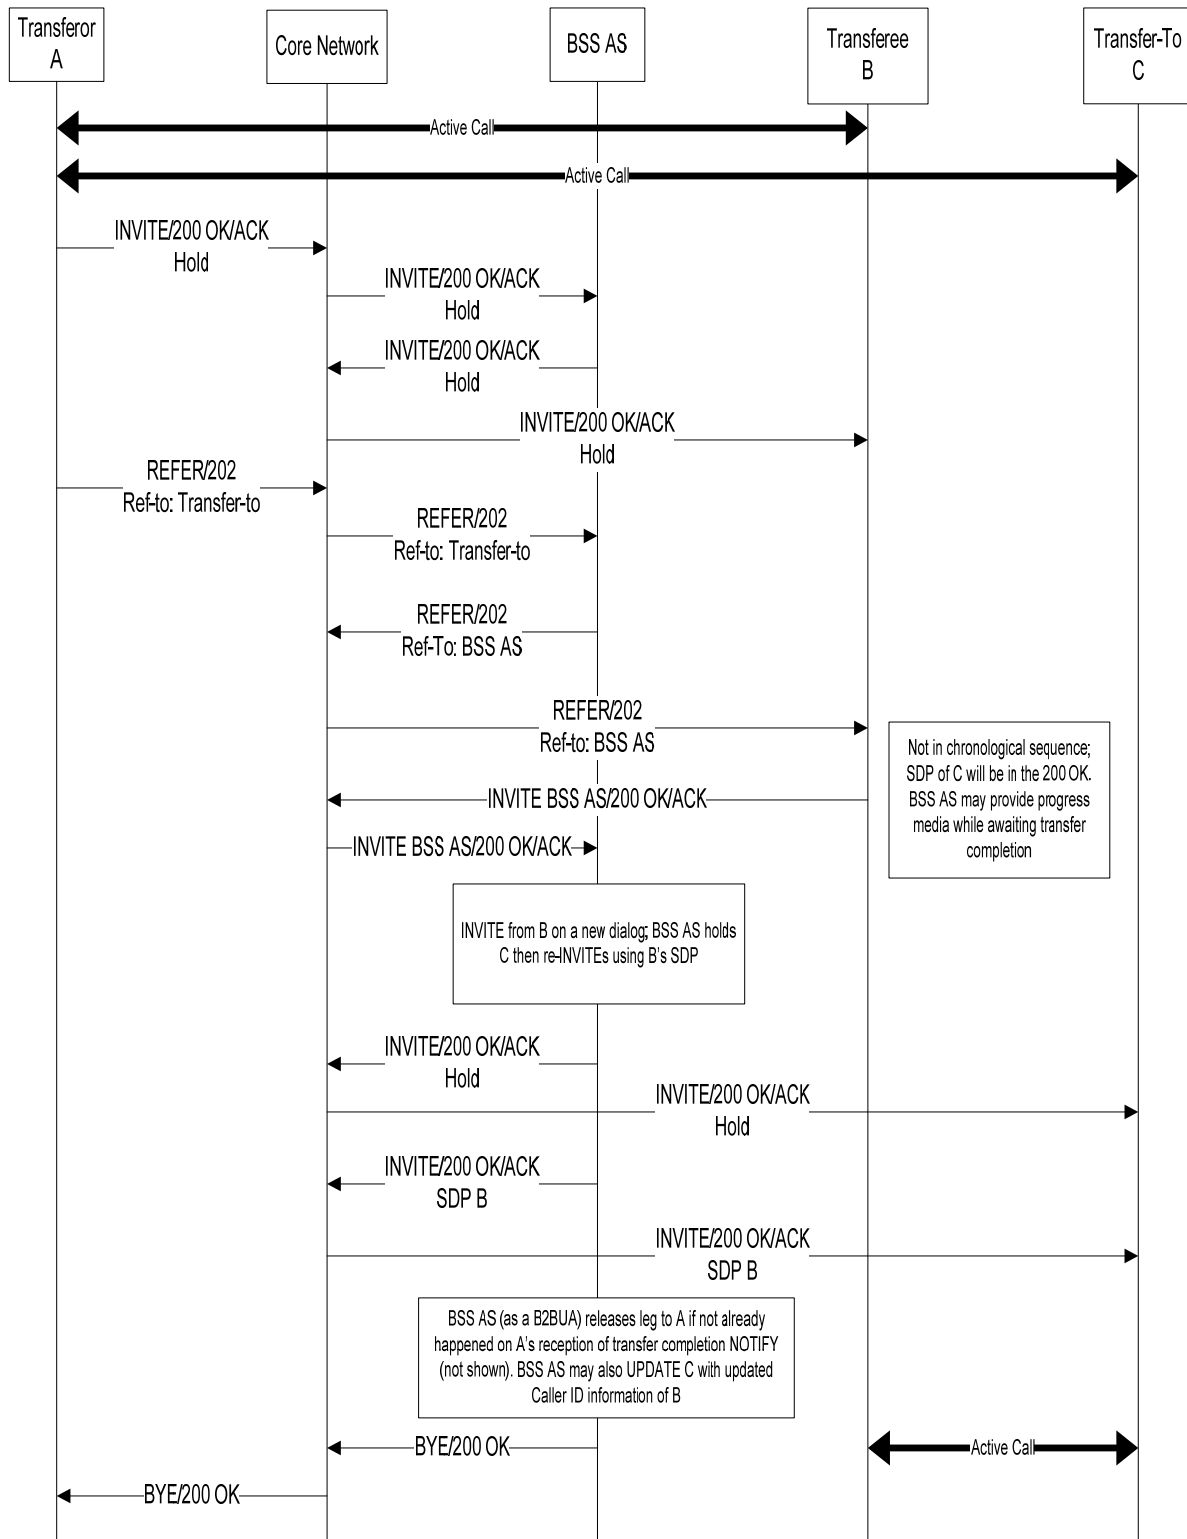 Transferor
A
Core Network
BSS AS
Transferee
B
Transfer-To
C
Active Call
Active Call
INVITE/200 OK/ACK
Hold
INVITE/200 OK/ACK
Hold
INVITE/200 OK/ACK
Hold
INVITE/200 OK/ACK
Hold
REFER/202
Ref-to: Transfer-to
REFER/202
Ref-to: Transfer-to
REFER/202
Ref-To: BSS AS
REFER/202
Ref-to: BSS AS
Not in chronological sequence;
SDP of C will be in the 200 OK.
BSS AS may provide progress
media while awaiting transfer
completion
INVITE BSS AS/200 OK/ACK
INVITE BSS AS/200 OK/ACK
INVITE from B on a new dialog; BSS AS holds
C then re-INVITEs using B's SDP
INVITE/200 OK/ACK
Hold
INVITE/200 OK/ACK
Hold
INVITE/200 OK/ACK
SDP B
INVITE/200 OK/ACK
SDP B
BSS AS (as a B2BUA) releases leg to A if not already
happened on A's reception of transfer completion NOTIFY
(not shown). BSS AS may also UPDATE C with updated
Caller ID information of B
BYE/200 OK
Active Call
BYE/200 OK